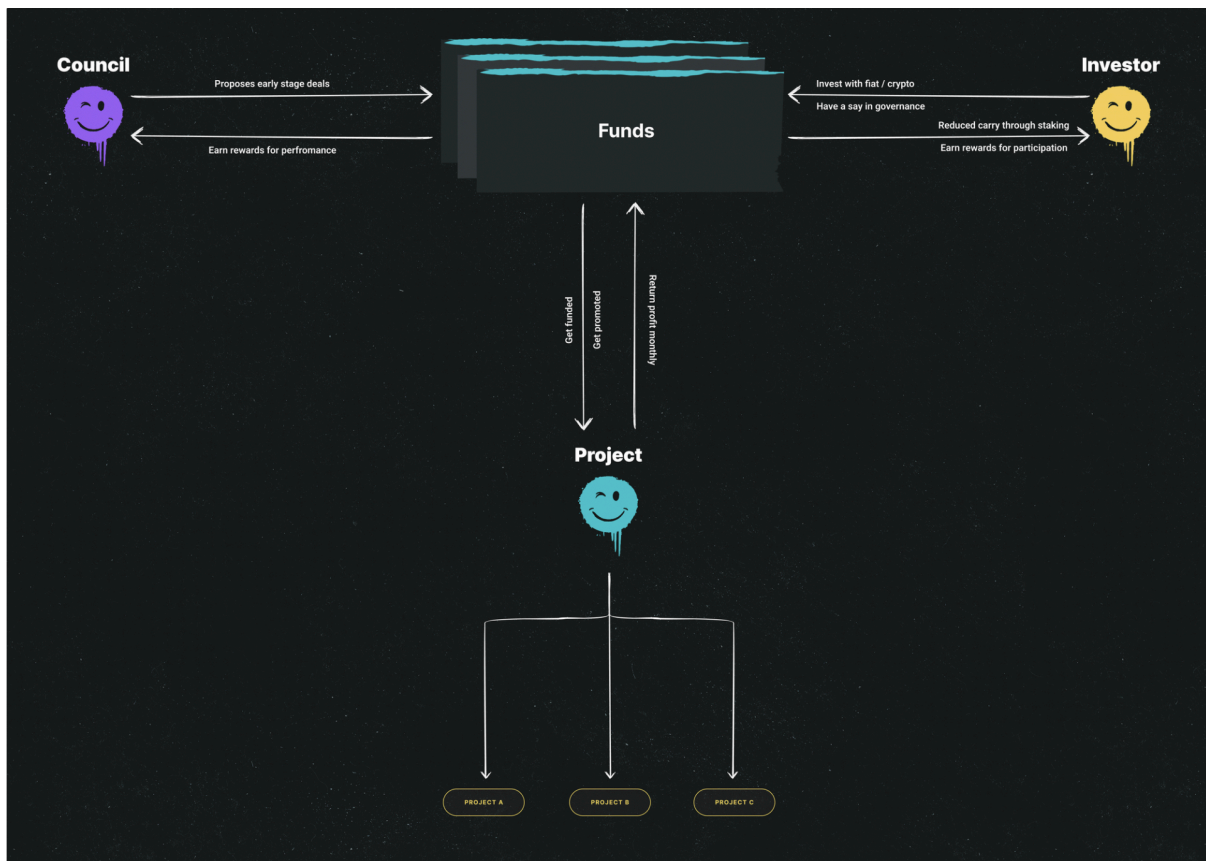 Council
Investor
Proposes early stage deals
Earn rewards for perfromance
Funds
Invest with fiat / crypto
Have a say in governance
Reduced carry through staking
Earn rewards for participation
Get funded
Get promoted
Return profit monthly
Project
PROJECT A
PROJECT B
PROJECT C